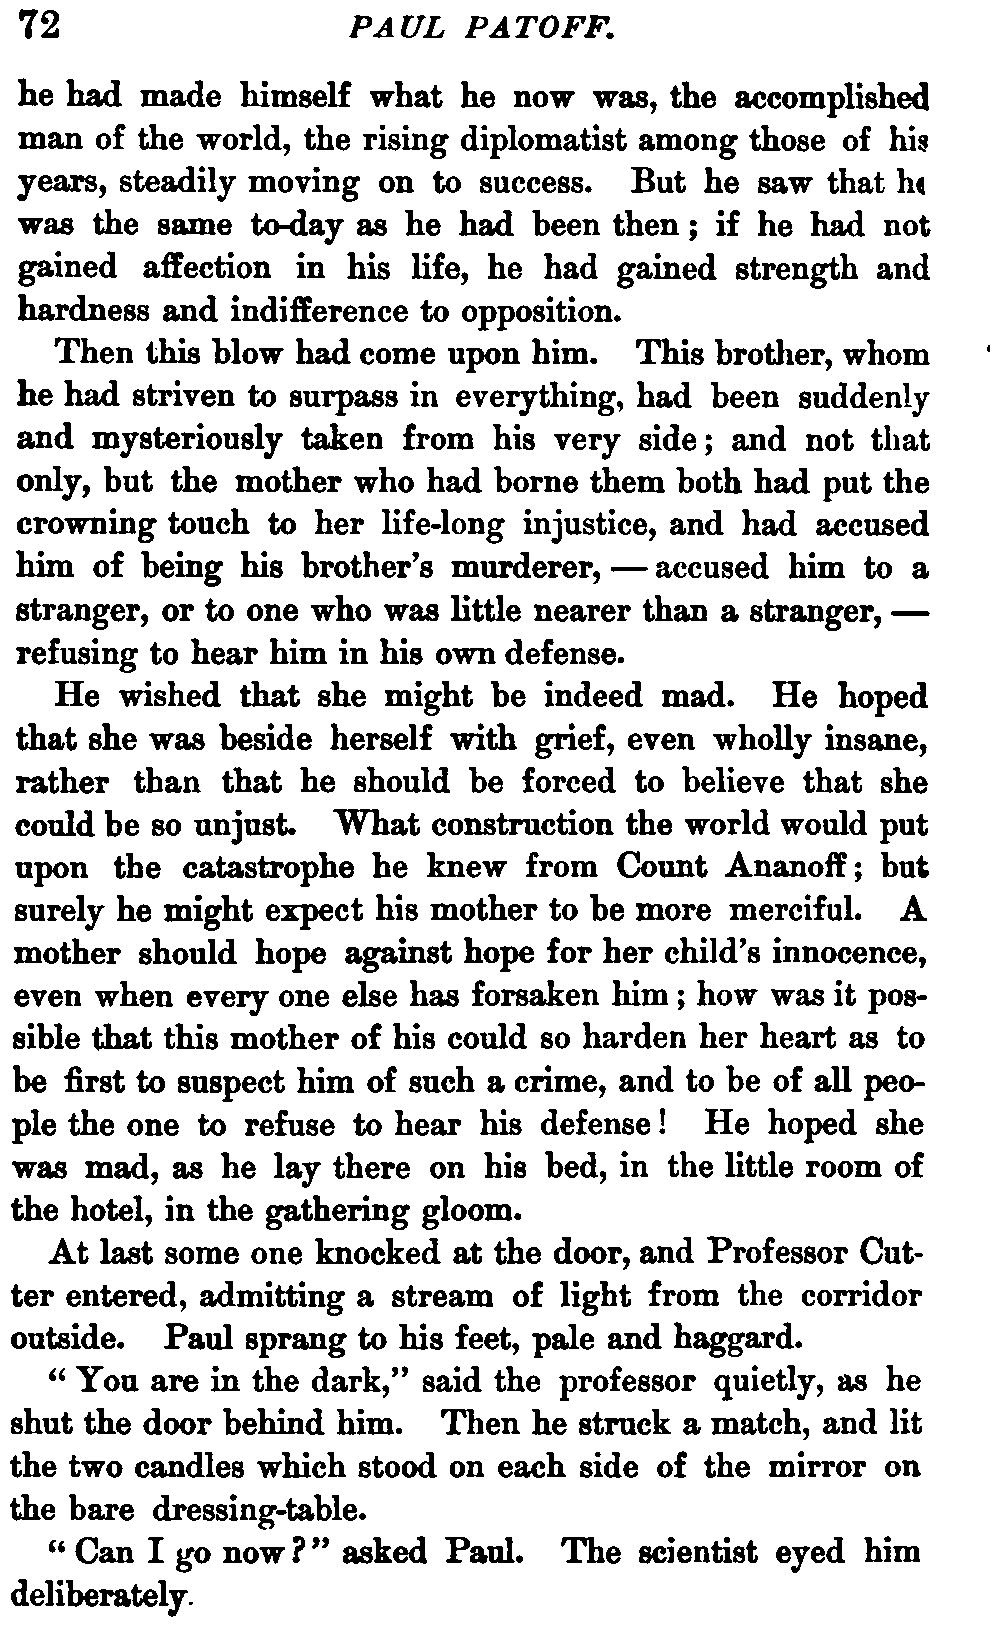 72 PAUL PATOFF.
he had made himself what he now was, the accomplished
man of the world, the rising diplomatist among those of his
years, steadily moving on to success. But he saw that he
was the same to-day as he had been then; if he had not
gained affection in his life, he had gained strength and
hardness and indifference to opposition.
Then this blow had come upon him. This brother, whom
he had striven to surpass in everything, had been suddenly
and mysteriously taken from his very side; and not that
only, but the mother who had borne them both had put the
crowning touch to her life-long injustice, and had accused
him of being his brother's murderer, — accused him to a
stranger, or to one who was little nearer than a stranger, —
refusing to hear him in his own defense.
He wished that she might be indeed mad. He hoped
that she was beside herself with grief, even wholly insane,
rather than that he should be forced to believe that she
could be so unjust. What construction the world would put
upon the catastrophe he knew from Count Ananoff; but
surely he might expect his mother to be more merciful. A
mother should hope against hope for her child's innocence,
even when every one else has forsaken him; how was it pos-
sible that this mother of his could so harden her heart as to
be first to suspect him of such a crime, and to be of all peo-
ple the one to refuse to hear his defense! He hoped she
was mad, as he lay there on his bed, in the little room of
the hotel, in the gathering gloom.
At last some one knocked at the door, and Professor Cut-
ter entered, admitting a stream of light from the corridor
outside. Paul sprang to his feet, pale and haggard.
"You are in the dark," said the professor quietly, as he
shut the door behind him. Then he struck a match, and lit
the two candles which stood on each side of the mirror on
the bare dressing-table.
"Can I go now?" asked Paul. The scientist eyed him
deliberately.